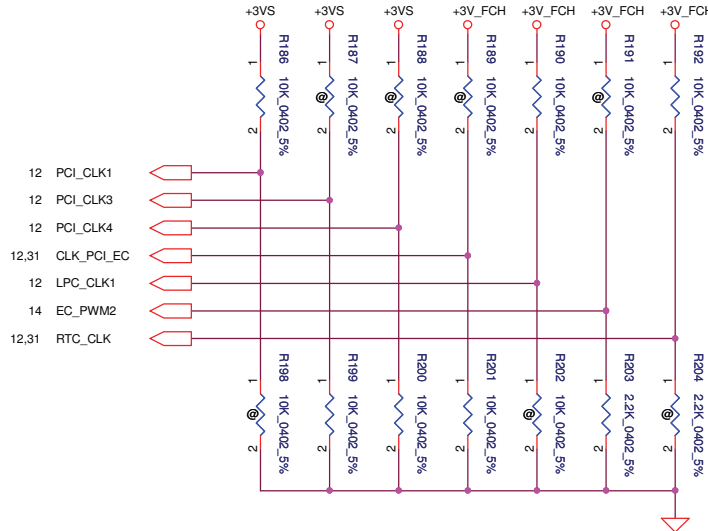 +3VS +3VS +3VS +3V_FCH +3V_FCH +3V_FCH +3V_FCH
R186 R187 R188 R189 R190 R191 R192
1 1 1 1 1 1 1
@ @ @ @
10K_0402_5% 10K_0402_5% 10K_0402_5% 10K_0402_5% 10K_0402_5% 10K_0402_5% 10K_0402_5%
2 2 2 2 2 2 2
12 PCI_CLK1
12 PCI_CLK3
12 PCI_CLK4
12,31 CLK_PCI_EC
12 LPC_CLK1
14 EC_PWM2
12,31 RTC_CLK
R198 R199 R200 R201 R202 R203 R204
1 1 1 1 1 1 1
@ @ @
10K_0402_5% 10K_0402_5% 10K_0402_5% 10K_0402_5% 10K_0402_5% 2.2K_0402_5% 2.2K_0402_5%
2 2 2 2 2 2 2